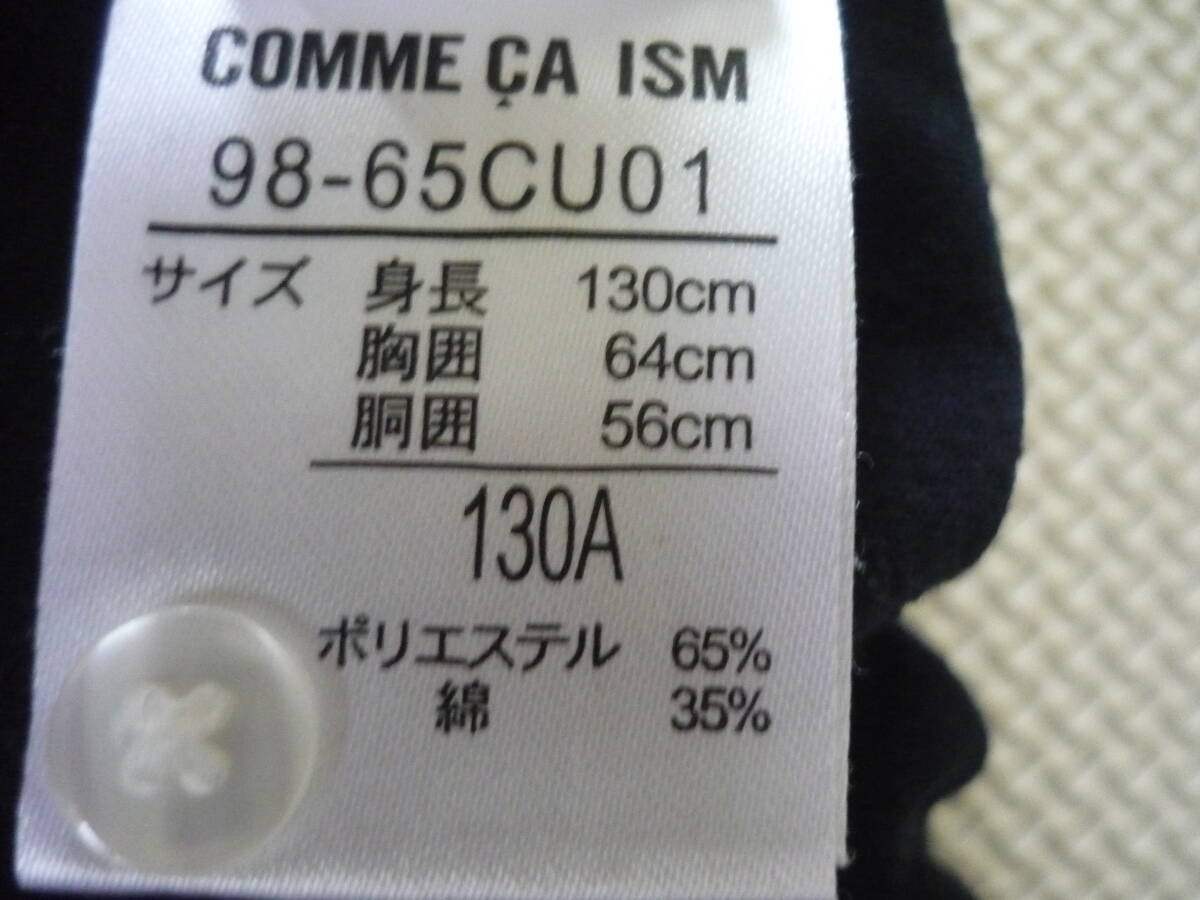 COMME ÇA ISM
98-65CU01
サイズ 身長 130cm
胸囲 64cm
胴囲 56cm
130A
ポリエステル 65%
綿 35%